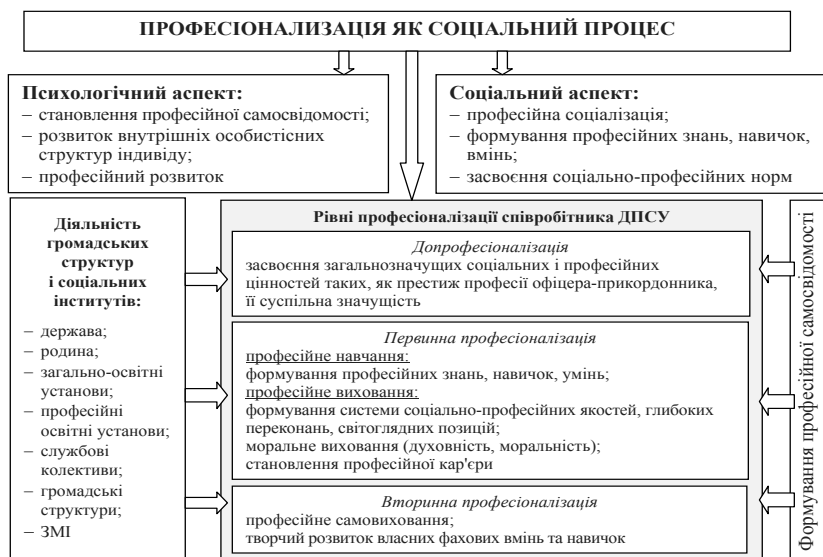 ПРОФЕСІОНАЛИЗАЦІЯ ЯК СОЦІАЛЬНИЙ ПРОЦЕС
Психологічний аспект:
– становлення професійної самосвідомості;
– розвиток внутрішніх особистісних
структур індивіду;
– професійний розвиток
Соціальний аспект:
– професійна соціалізація;
– формування професійних знань, навичок,
вмінь;
– засвоєння соціально-професійних норм
Діяльність
громадських
структур
і соціальних
інститутів:
– держава;
– родина;
– загально-освітні
установи;
– професійні
освітні установи;
– службові
колективи;
– громадські
структури;
– ЗМІ
Рівні професіоналізації співробітника ДПСУ
Допрофесіоналізація
засвоєння загальнозначущих соціальних і професійних
цінностей таких, як престиж професії офіцера-прикордонника,
її суспільна значущість
Первинна професіоналізація
професійне навчання:
формування професійних знань, навичок, умінь;
професійне виховання:
формування системи соціально-професійних якостей, глибоких
переконань, світоглядних позицій;
моральне виховання (духовність, моральність);
становлення професійної кар'єри
Вторинна професіоналізація
професійне самовиховання;
творчий розвиток власних фахових вмінь та навичок
Формування професійної самосвідомості